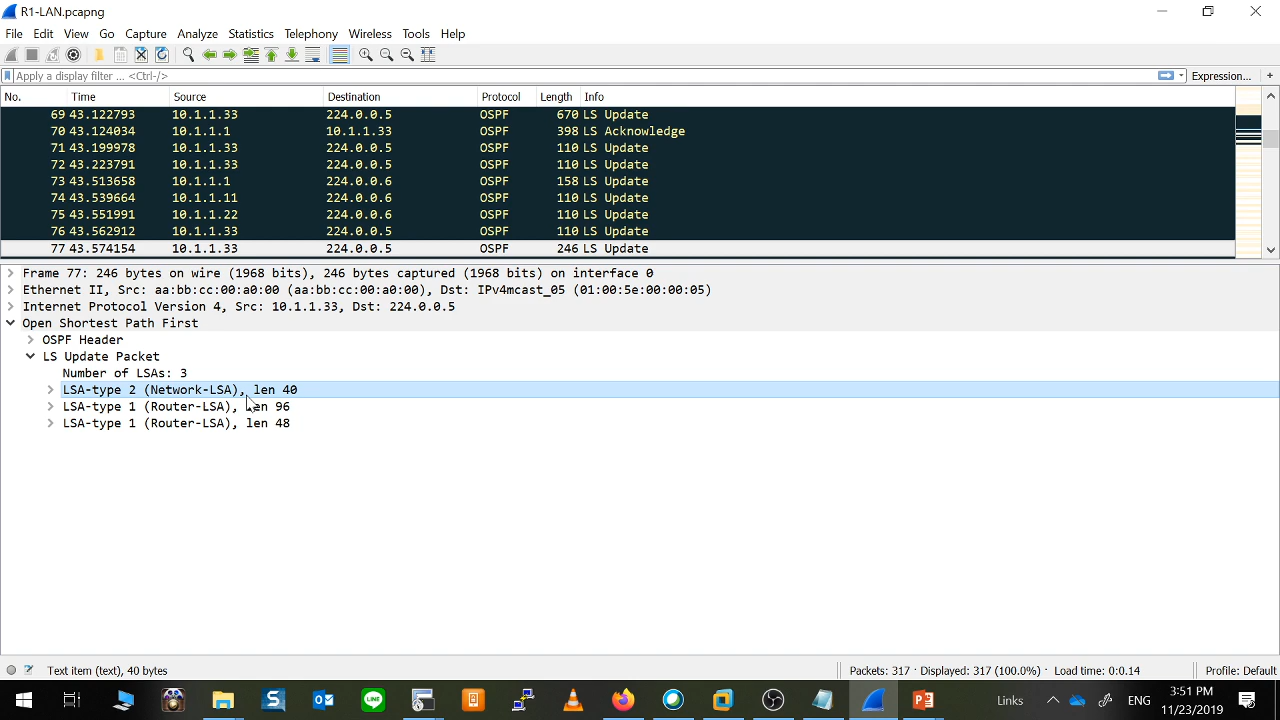 R1-LAN.pcapng
File Edit View Go Capture Analyze Statistics Telephony Wireless Tools Help
Apply a display filter ... <Ctrl-/> Expression... +
No. Time Source Destination Protocol Length Info
69 43.122793 10.1.1.33 224.0.0.5 OSPF 670 LS Update
70 43.124034 10.1.1.1 10.1.1.33 OSPF 398 LS Acknowledge
71 43.199978 10.1.1.33 224.0.0.5 OSPF 110 LS Update
72 43.223791 10.1.1.33 224.0.0.5 OSPF 110 LS Update
73 43.513658 10.1.1.1 224.0.0.6 OSPF 158 LS Update
74 43.539664 10.1.1.11 224.0.0.6 OSPF 110 LS Update
75 43.551991 10.1.1.22 224.0.0.6 OSPF 110 LS Update
76 43.562912 10.1.1.33 224.0.0.5 OSPF 110 LS Update
77 43.574154 10.1.1.33 224.0.0.5 OSPF 246 LS Update
Frame 77: 246 bytes on wire (1968 bits), 246 bytes captured (1968 bits) on interface 0
Ethernet II, Src: aa:bb:cc:00:a0:00 (aa:bb:cc:00:a0:00), Dst: IPv4mcast_05 (01:00:5e:00:00:05)
Internet Protocol Version 4, Src: 10.1.1.33, Dst: 224.0.0.5
Open Shortest Path First
OSPF Header
LS Update Packet
Number of LSAs: 3
LSA-type 2 (Network-LSA), len 40
LSA-type 1 (Router-LSA), len 96
LSA-type 1 (Router-LSA), len 48
Text item (text), 40 bytes Packets: 317 · Displayed: 317 (100.0%) · Load time: 0:0.14 Profile: Default
Links ENG 3:51 PM
11/23/2019